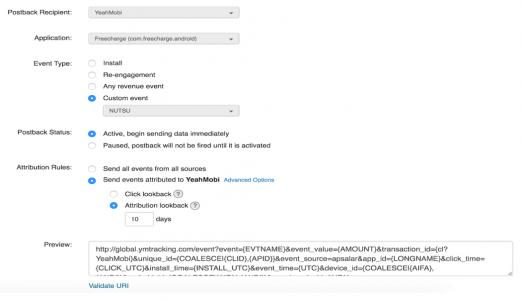 Postback Recipient: YeahMobi
Application: Freecharge (com.freecharge.android)
Event Type: Install
Re-engagement
Any revenue event
Custom event
NUTSU
Postback Status: Active, begin sending data immediately
Paused, postback will not be fired until it is activated
Attribution Rules: Send all events from all sources
Send events attributed to YeahMobi Advanced Options
Click lookback ?
Attribution lookback ?
10 days
Preview: http://global.ymtracking.com/event?event={EVTNAME}&event_value={AMOUNT}&transaction_id={cl?
YeahMobi}&unique_id={COALESCE{CLID},{APID}}&event_source=apsalar&app_id={LONGNAME}&click_time=
{CLICK_UTC}&install_time={INSTALL_UTC}&event_time={UTC}&device_id={COALESCE{AIFA},
Validate URI